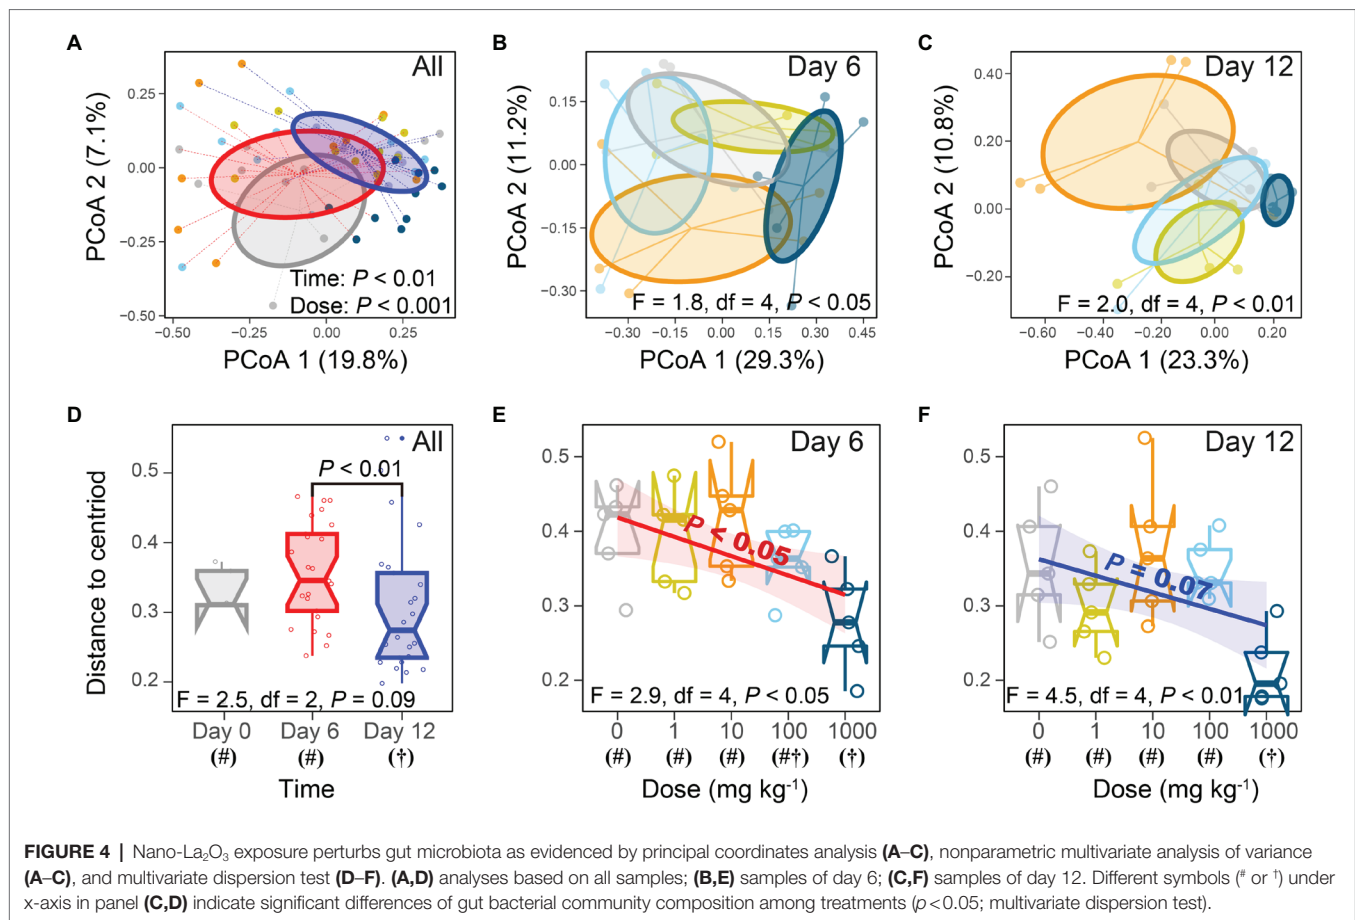 A
All
PCoA 2 (7.1%)
0.25
0.00
−0.25
−0.50
Time: P < 0.01
Dose: P < 0.001
−0.50
−0.25
0.00
0.25
PCoA 1 (19.8%)
B
Day 6
PCoA 2 (11.2%)
0.15
0.00
−0.15
−0.30
F = 1.8, df = 4, P < 0.05
−0.30
−0.15
0.00
0.15
0.30
0.45
PCoA 1 (29.3%)
C
Day 12
PCoA 2 (10.8%)
0.40
0.20
0.00
−0.20
F = 2.0, df = 4, P < 0.01
−0.60
−0.40
−0.20
0.00
0.20
PCoA 1 (23.3%)
D
All
Distance to centriod
0.5
0.4
0.3
0.2
P < 0.01
F = 2.5, df = 2, P = 0.09
Day 0 Day 6 Day 12
(#) (#) (†)
Time
E
Day 6
0.5
0.4
0.3
0.2
P < 0.05
F = 2.9, df = 4, P < 0.05
0 1 10 100 1000
(#) (#) (#) (#†) (†)
Dose (mg kg⁻¹)
F
Day 12
0.5
0.4
0.3
0.2
P = 0.07
F = 4.5, df = 4, P < 0.01
0 1 10 100 1000
(#) (#) (#) (#) (†)
Dose (mg kg⁻¹)
FIGURE 4 | Nano-La₂O₃ exposure perturbs gut microbiota as evidenced by principal coordinates analysis (A–C), nonparametric multivariate analysis of variance
(A–C), and multivariate dispersion test (D–F). (A,D) analyses based on all samples; (B,E) samples of day 6; (C,F) samples of day 12. Different symbols (# or †) under
x-axis in panel (C,D) indicate significant differences of gut bacterial community composition among treatments (p < 0.05; multivariate dispersion test).